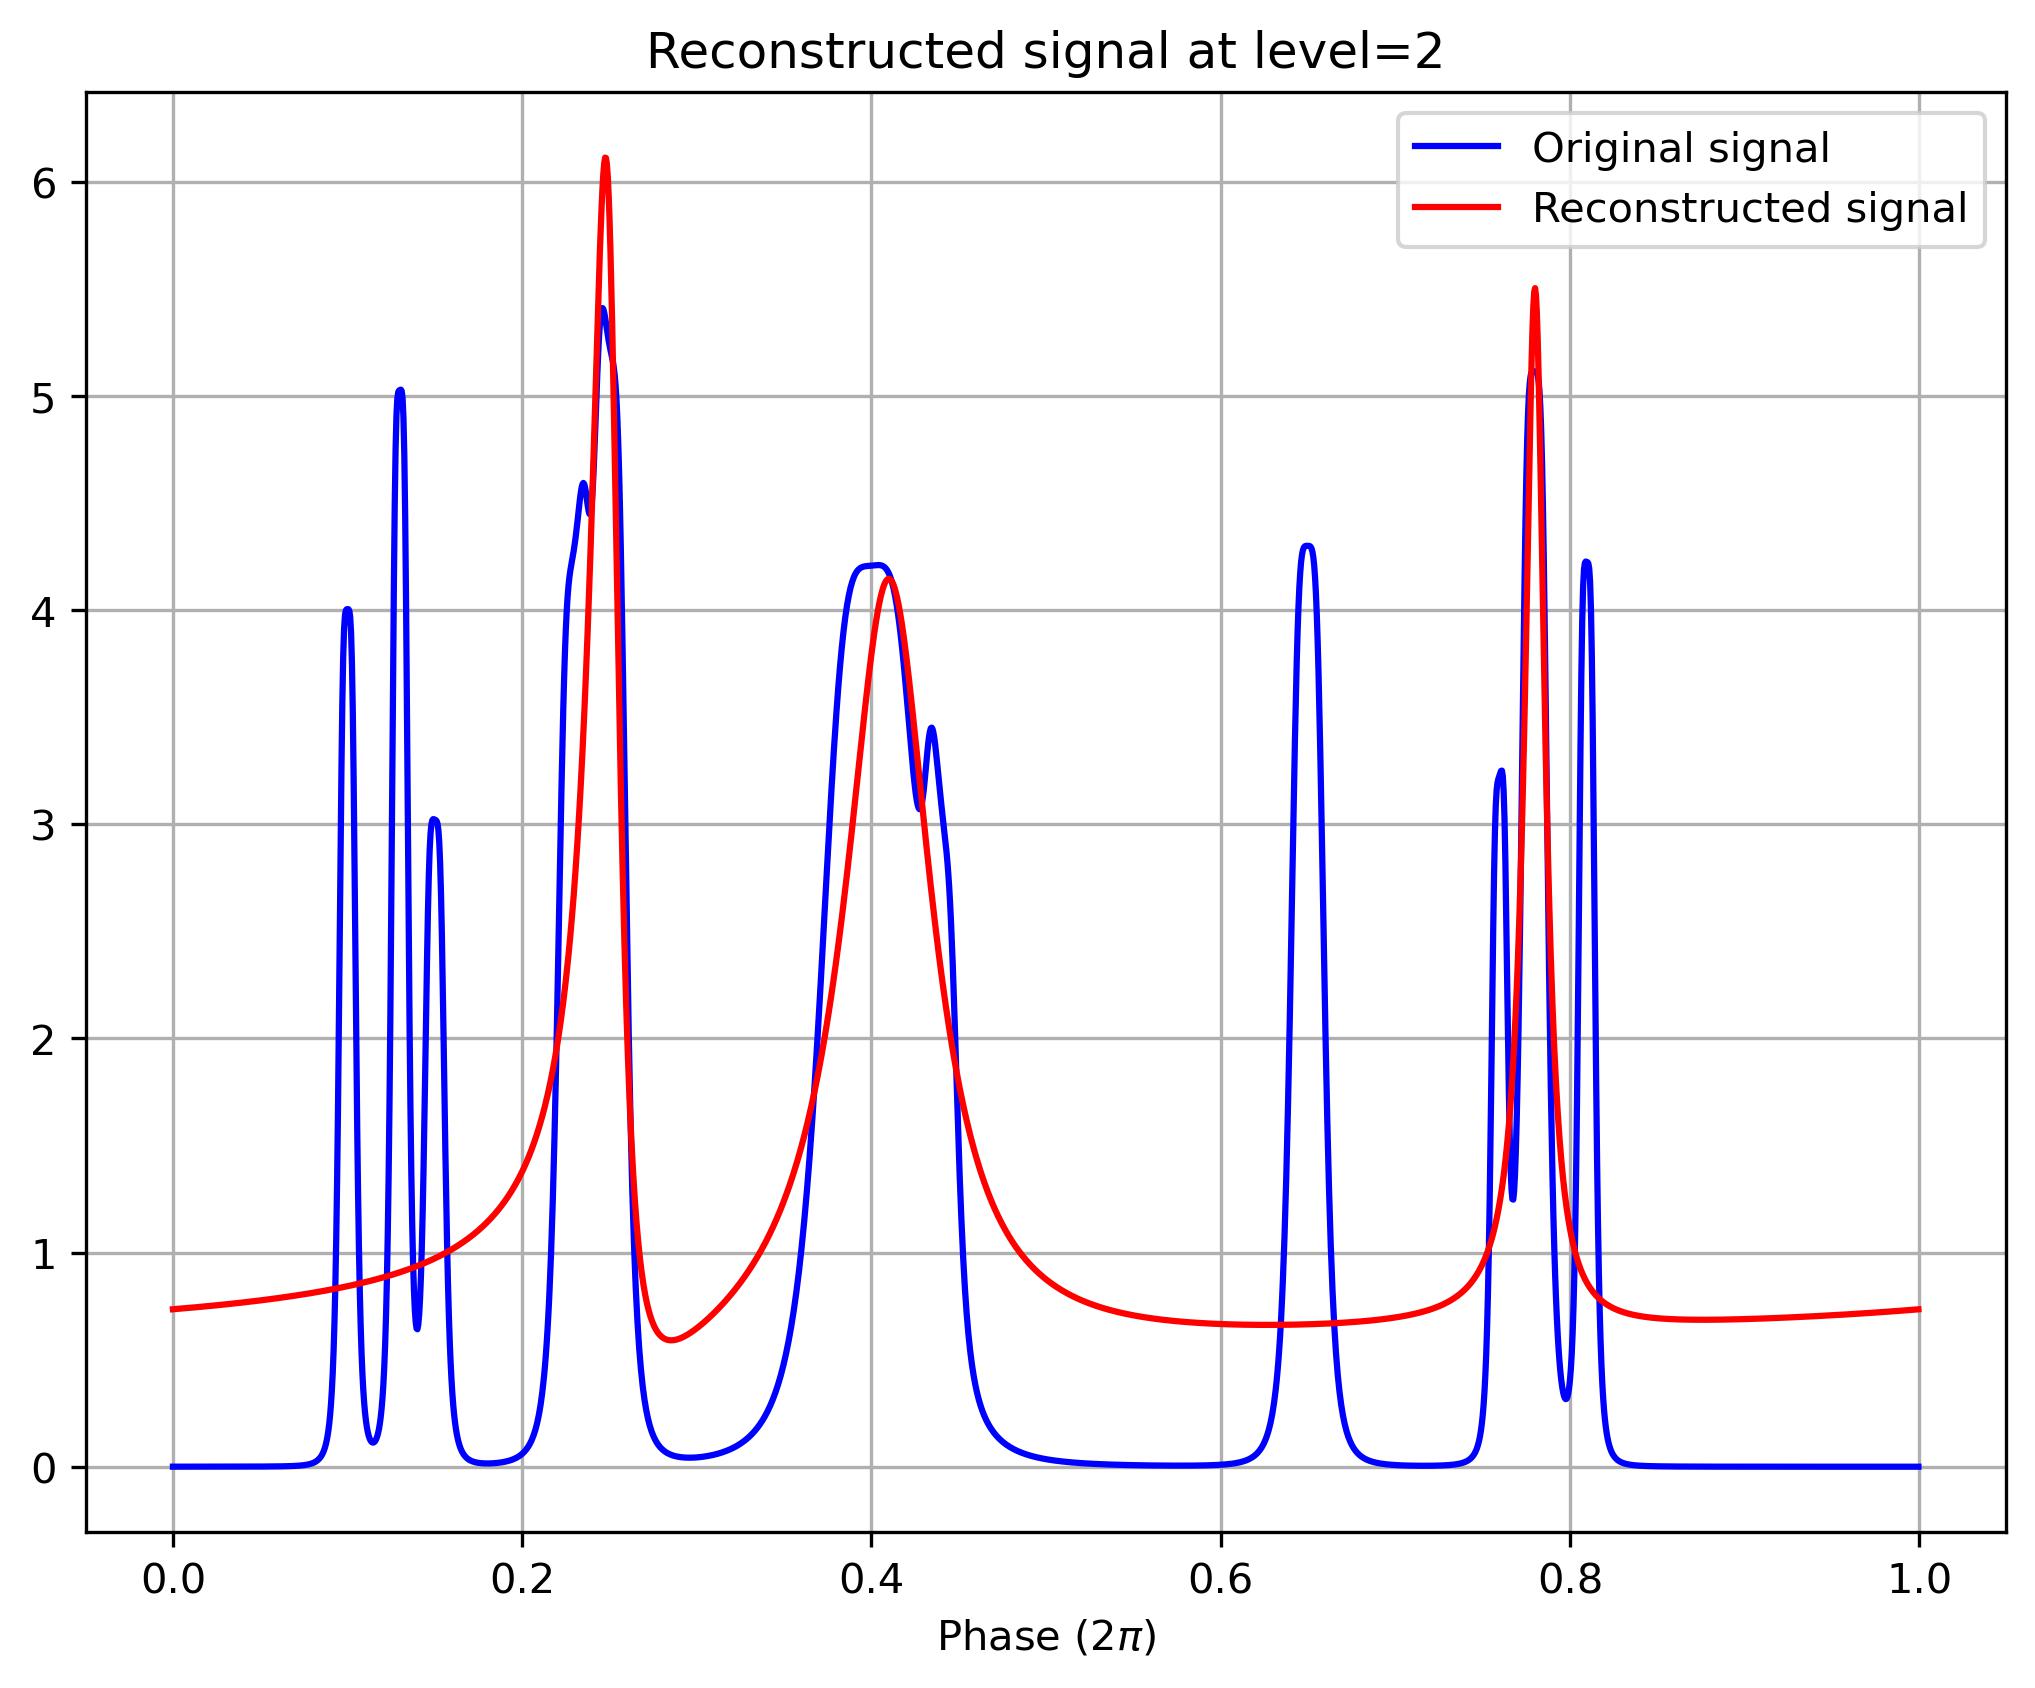 Reconstructed signal at level=2
Original signal
Reconstructed signal
6
5
4
3
2
1
0
0.0 0.2 0.4 0.6 0.8 1.0
Phase (2π)